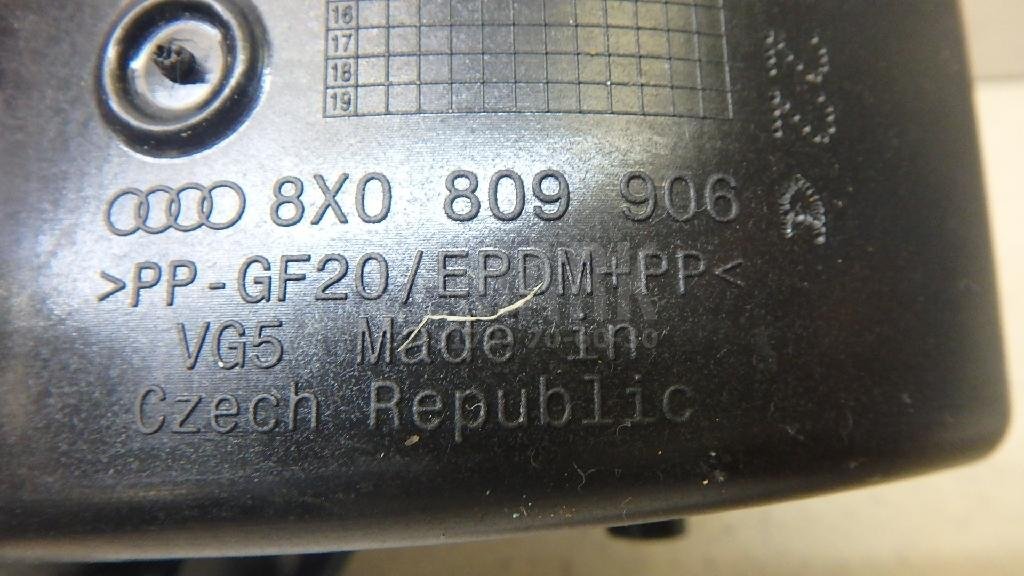 16
17
18
19
8X0 809 906
>PP-GF20/EPDM+PP<
VG5 Made in
Czech Republic